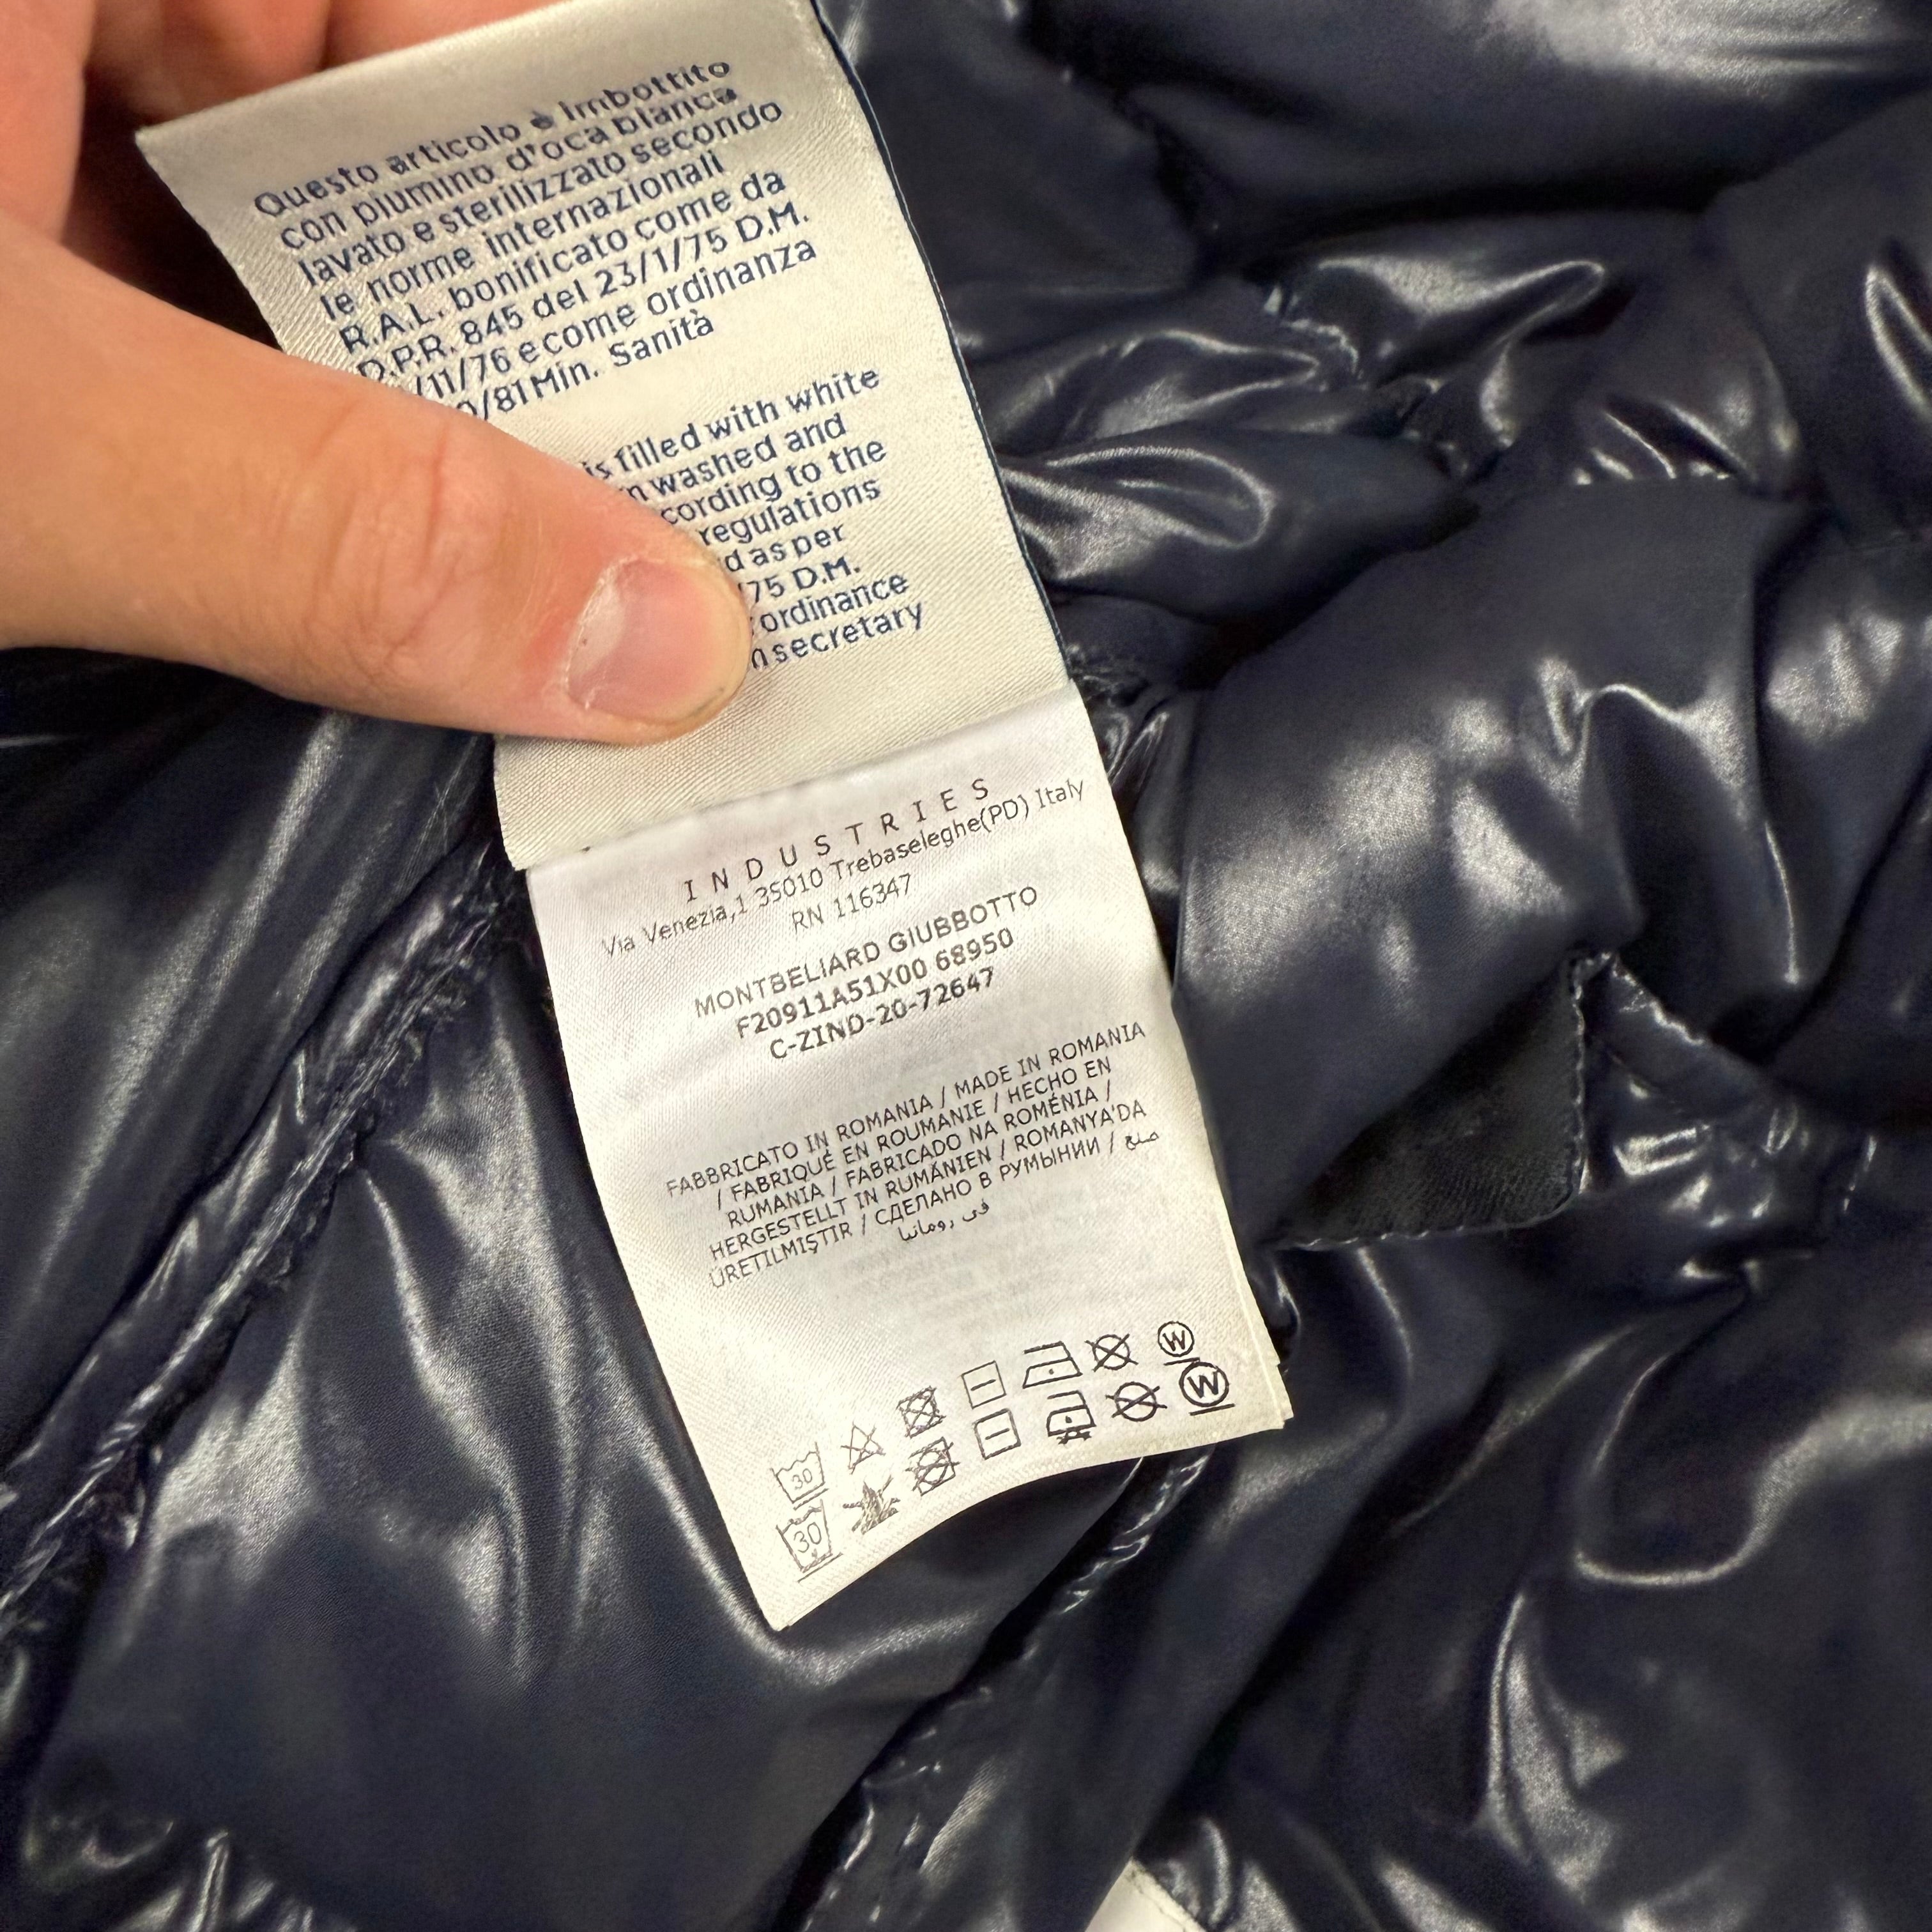 Questo articolo è imbottito
con piumino d'oca bianca
lavato e sterilizzato secondo
le norme internazionali
R.A.L. bonificato come da
D.P.R. 845 del 23/1/75 D.M.
/11/76 e come ordinanza
0/81 Min. Sanità
is filled with white
washed and
cording to the
regulations
d as per
/75 D.M.
ordinance
secretary
INDUSTRIES
Via Venezia,1 35010 Trebaseleghe(PD) Italy
RN 116347
MONTBELIARD GIUBBOTTO
F20911A51X00 68950
C-ZIND-20-72647
FABBRICATO IN ROMANIA / MADE IN ROMANIA
/ FABRIQUÉ EN ROUMANIE / HECHO EN
RUMANIA / FABRICADO NA ROMÉNIA /
HERGESTELLT IN RUMÄNIEN / ROMANYA'DA
ÜRETILMIŞTIR / СДЕЛАНО В РУМЫНИИ / صنع
في رومانيا
30 W
30 W